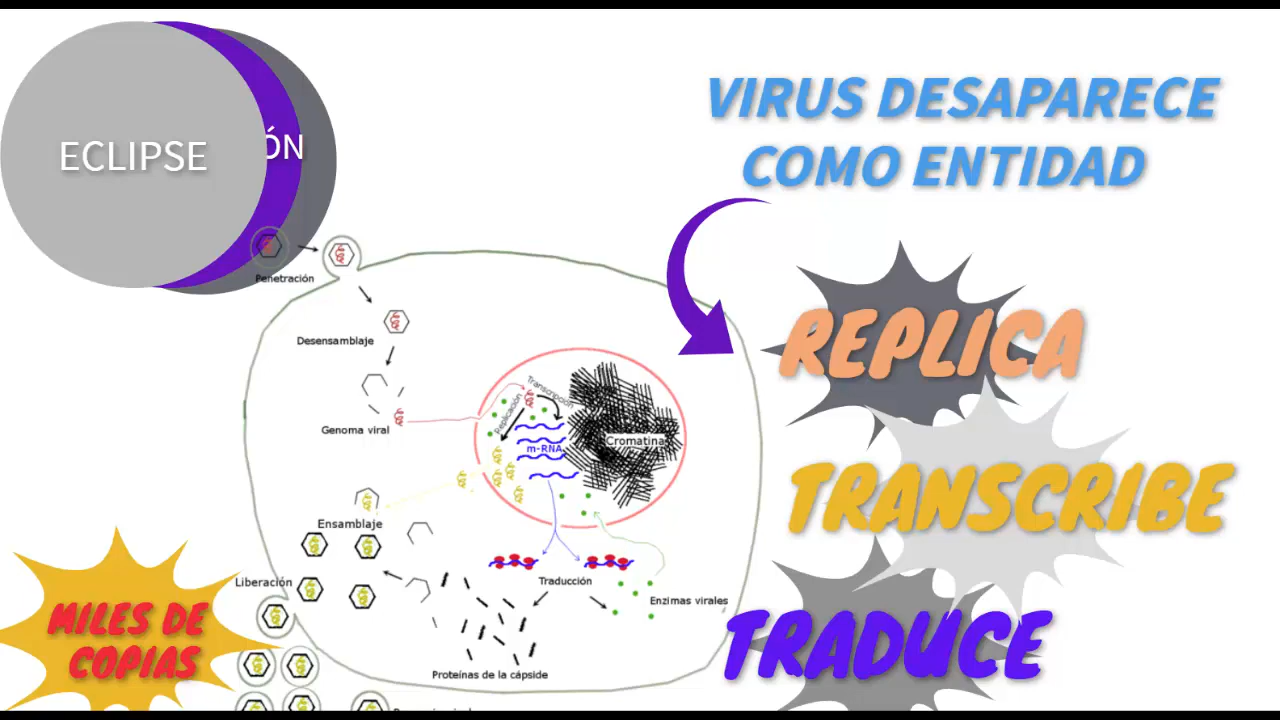 ECLIPSE
ÓN
VIRUS DESAPARECE
COMO ENTIDAD
REPLICA
TRANSCRIBE
TRADUCE
MILES DE
COPIAS
Penetración
Desensamblaje
Genoma viral
Transcripción
Replicación
m-RNA
Cromatina
Ensamblaje
Liberación
Traducción
Enzimas virales
Proteínas de la cápside